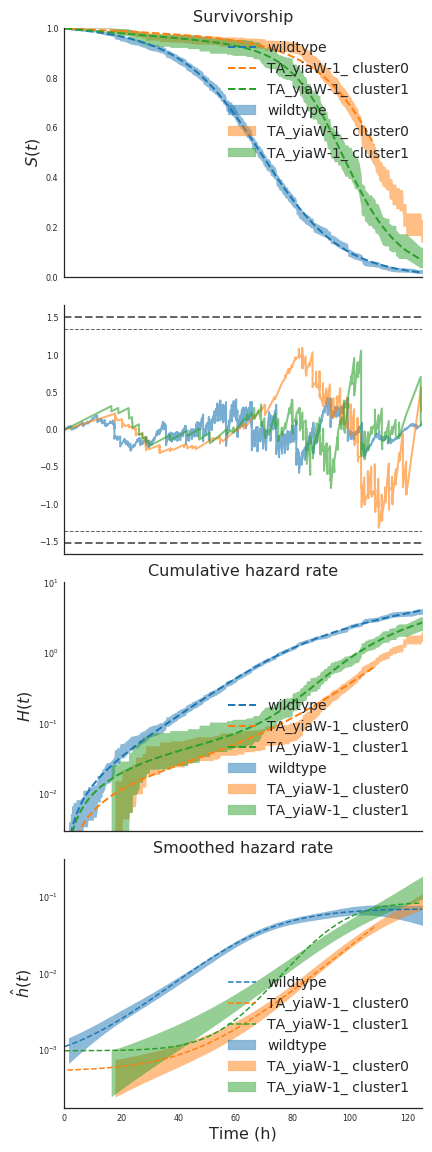 Survivorship
1.0
0.8
0.6
0.4
0.2
0.0
S(t)
wildtype
TA_yiaW-1_ cluster0
TA_yiaW-1_ cluster1
wildtype
TA_yiaW-1_ cluster0
TA_yiaW-1_ cluster1
1.5
1.0
0.5
0.0
−0.5
−1.0
−1.5
Cumulative hazard rate
10¹
10⁰
10⁻¹
10⁻²
H(t)
wildtype
TA_yiaW-1_ cluster0
TA_yiaW-1_ cluster1
wildtype
TA_yiaW-1_ cluster0
TA_yiaW-1_ cluster1
Smoothed hazard rate
10⁻¹
10⁻²
10⁻³
ĥ(t)
wildtype
TA_yiaW-1_ cluster0
TA_yiaW-1_ cluster1
wildtype
TA_yiaW-1_ cluster0
TA_yiaW-1_ cluster1
0 20 40 60 80 100 120
Time (h)